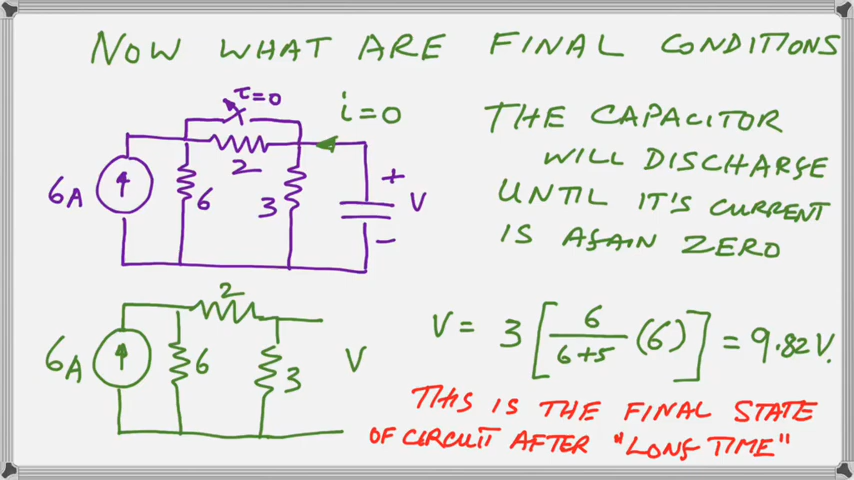 NOW WHAT ARE FINAL CONDITIONS
τ=0
i=0
2
6A
6
3
+
V
−
THE CAPACITOR
WILL DISCHARGE
UNTIL IT'S CURRENT
IS AGAIN ZERO
2
6A
6
3
V
V = 3 [ 6/(6+5) (6) ] = 9.82V.
THIS IS THE FINAL STATE
OF CIRCUIT AFTER "LONG TIME"